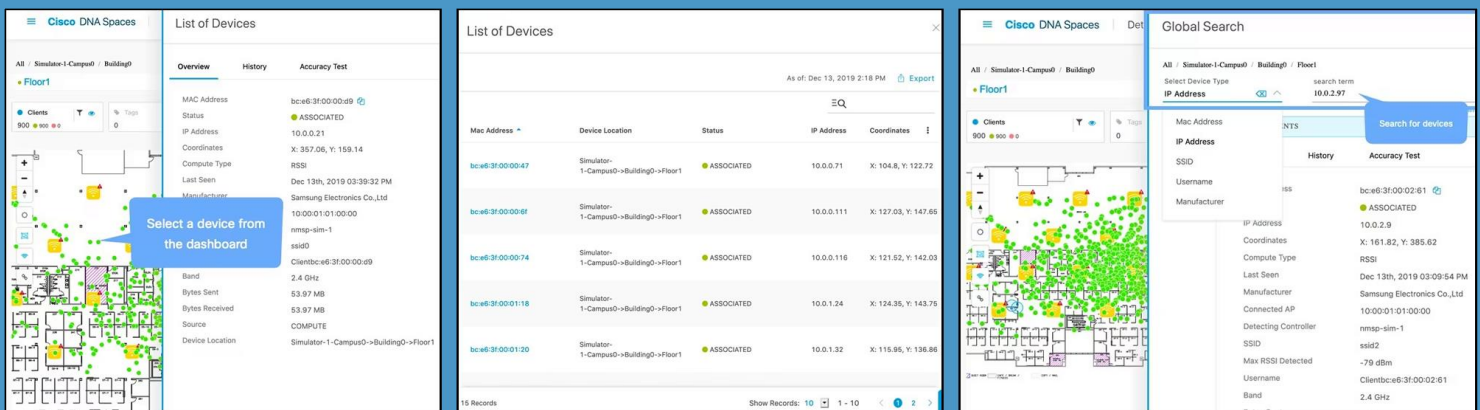 Cisco DNA Spaces
All / Simulator-1-Campus0 / Building0
Floor1
Clients
900 900 0
Tags
0
Select a device from
the dashboard
List of Devices
Overview History Accuracy Test
MAC Address bc:e6:3f:00:00:d9
Status ASSOCIATED
IP Address 10.0.0.21
Coordinates X: 357.06, Y: 159.14
Compute Type RSSI
Last Seen Dec 13th, 2019 03:39:32 PM
Manufacturer Samsung Electronics Co.,Ltd
10:00:01:01:00:00
nmsp-sim-1
ssid0
Clientbc:e6:3f:00:00:d9
Band 2.4 GHz
Bytes Sent 53.97 MB
Bytes Received 53.97 MB
Source COMPUTE
Device Location Simulator-1-Campus0->Building0->Floor1
List of Devices
As of: Dec 13, 2019 2:18 PM Export
Mac Address Device Location Status IP Address Coordinates
bc:e6:3f:00:00:47 Simulator-
1-Campus0->Building0->Floor1 ASSOCIATED 10.0.0.71 X: 104.8, Y: 122.72
bc:e6:3f:00:00:6f Simulator-
1-Campus0->Building0->Floor1 ASSOCIATED 10.0.0.111 X: 127.03, Y: 147.65
bc:e6:3f:00:00:74 Simulator-
1-Campus0->Building0->Floor1 ASSOCIATED 10.0.0.116 X: 121.52, Y: 142.03
bc:e6:3f:00:01:18 Simulator-
1-Campus0->Building0->Floor1 ASSOCIATED 10.0.1.24 X: 124.35, Y: 143.75
bc:e6:3f:00:01:20 Simulator-
1-Campus0->Building0->Floor1 ASSOCIATED 10.0.1.32 X: 115.95, Y: 136.86
15 Records Show Records: 10 1 - 10 1 2
Cisco DNA Spaces Det
All / Simulator-1-Campus0 / Building0
Floor1
Clients
900 900 0
Tags
0
Global Search
All / Simulator-1-Campus0 / Building0 / Floor1
Select Device Type search term
IP Address 10.0.2.97
Search for devices
Mac Address
IP Address
SSID
Username
Manufacturer
ENTS
History Accuracy Test
ess bc:e6:3f:00:02:61
ASSOCIATED
IP Address 10.0.2.9
Coordinates X: 161.82, Y: 385.62
Compute Type RSSI
Last Seen Dec 13th, 2019 03:09:54 PM
Manufacturer Samsung Electronics Co.,Ltd
Connected AP 10:00:01:01:00:00
Detecting Controller nmsp-sim-1
SSID ssid2
Max RSSI Detected -79 dBm
Username Clientbc:e6:3f:00:02:61
Band 2.4 GHz